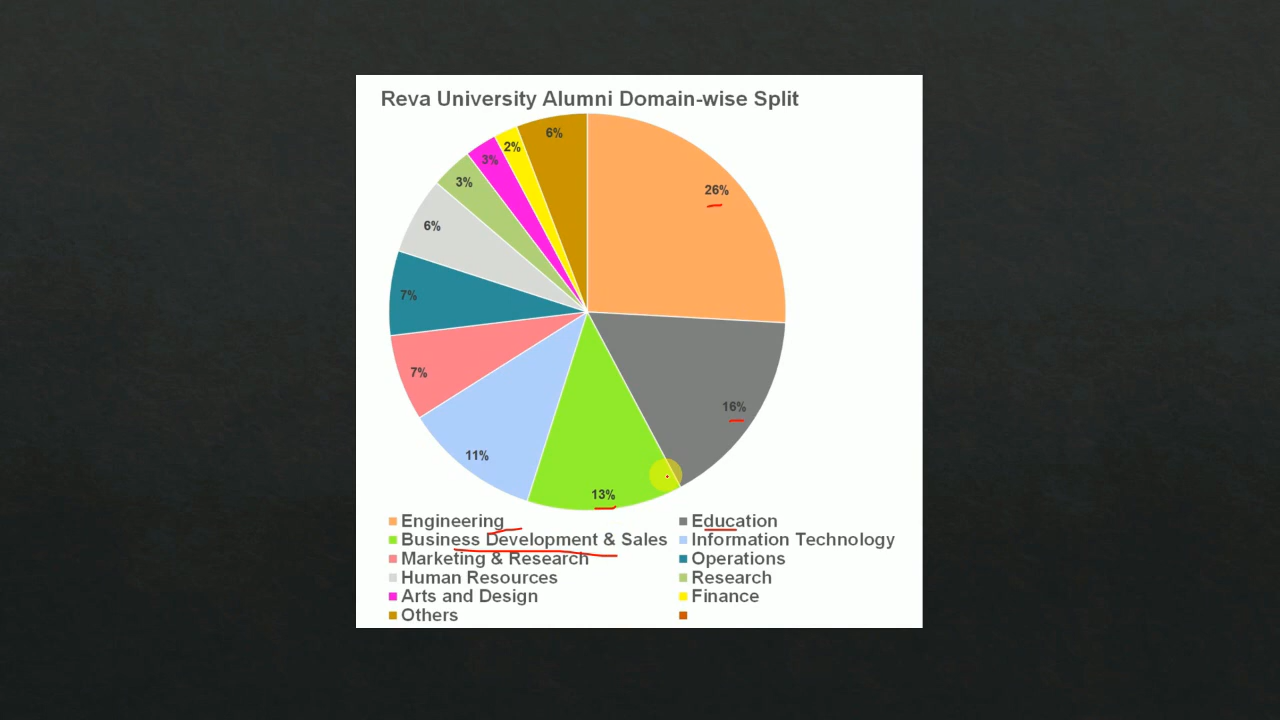 Reva University Alumni Domain-wise Split
6%
2%
3%
3%
26%
6%
7%
7%
16%
11%
13%
Engineering
Education
Business Development & Sales
Information Technology
Marketing & Research
Operations
Human Resources
Research
Arts and Design
Finance
Others